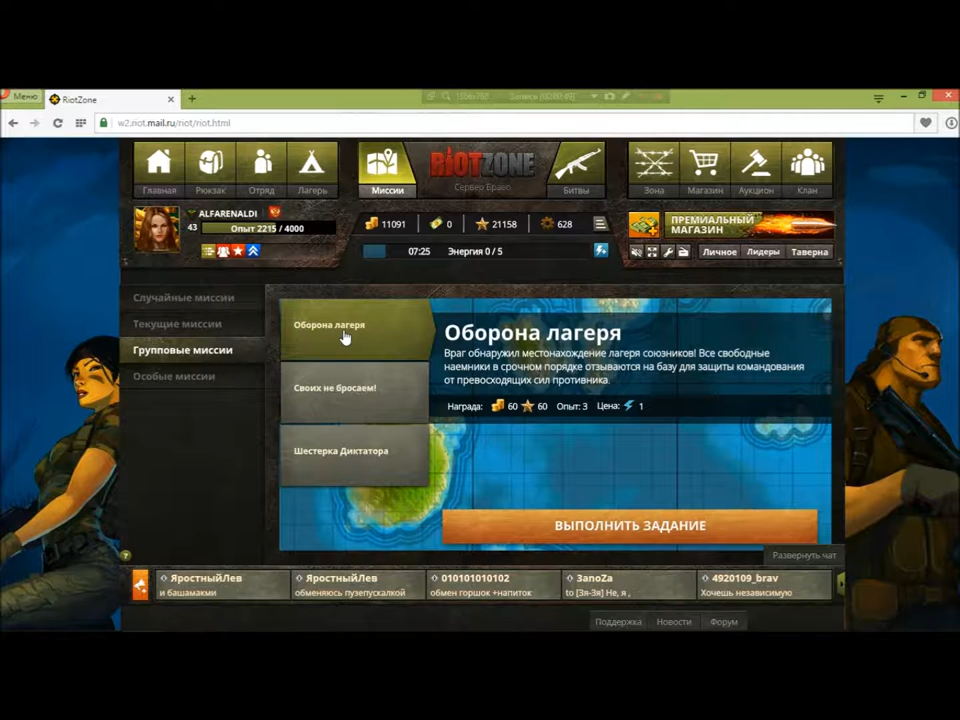 Меню
RiotZone
w2.riot.mail.ru/riot/riot.html
Главная
Рюкзак
Отряд
Лагерь
Миссии
RIOTZONE
Сервер Браво
Битвы
Зона
Магазин
Аукцион
Клан
ALFARENALDI
43
Опыт 2215 / 4000
11091
0
21158
628
07:25
Энергия 0 / 5
ПРЕМИАЛЬНЫЙ
МАГАЗИН
Личное
Лидеры
Таверна
Случайные миссии
Текущие миссии
Групповые миссии
Особые миссии
Оборона лагеря
Своих не бросаем!
Шестерка Диктатора
Оборона лагеря
Враг обнаружил местонахождение лагеря союзников! Все свободные
наемники в срочном порядке отзываются на базу для защиты командования
от превосходящих сил противника.
Награда: 60 60 Опыт: 3 Цена: 1
ВЫПОЛНИТЬ ЗАДАНИЕ
Развернуть чат
ЯростныйЛев
и башамакми
ЯростныйЛев
обменяюсь пузепускалкой
010101010102
обмен горшок +напиток
ЗаноZа
to [Зя-Зя] Не, я ,
4920109_brav
Хочешь независимую
Поддержка
Новости
Форум